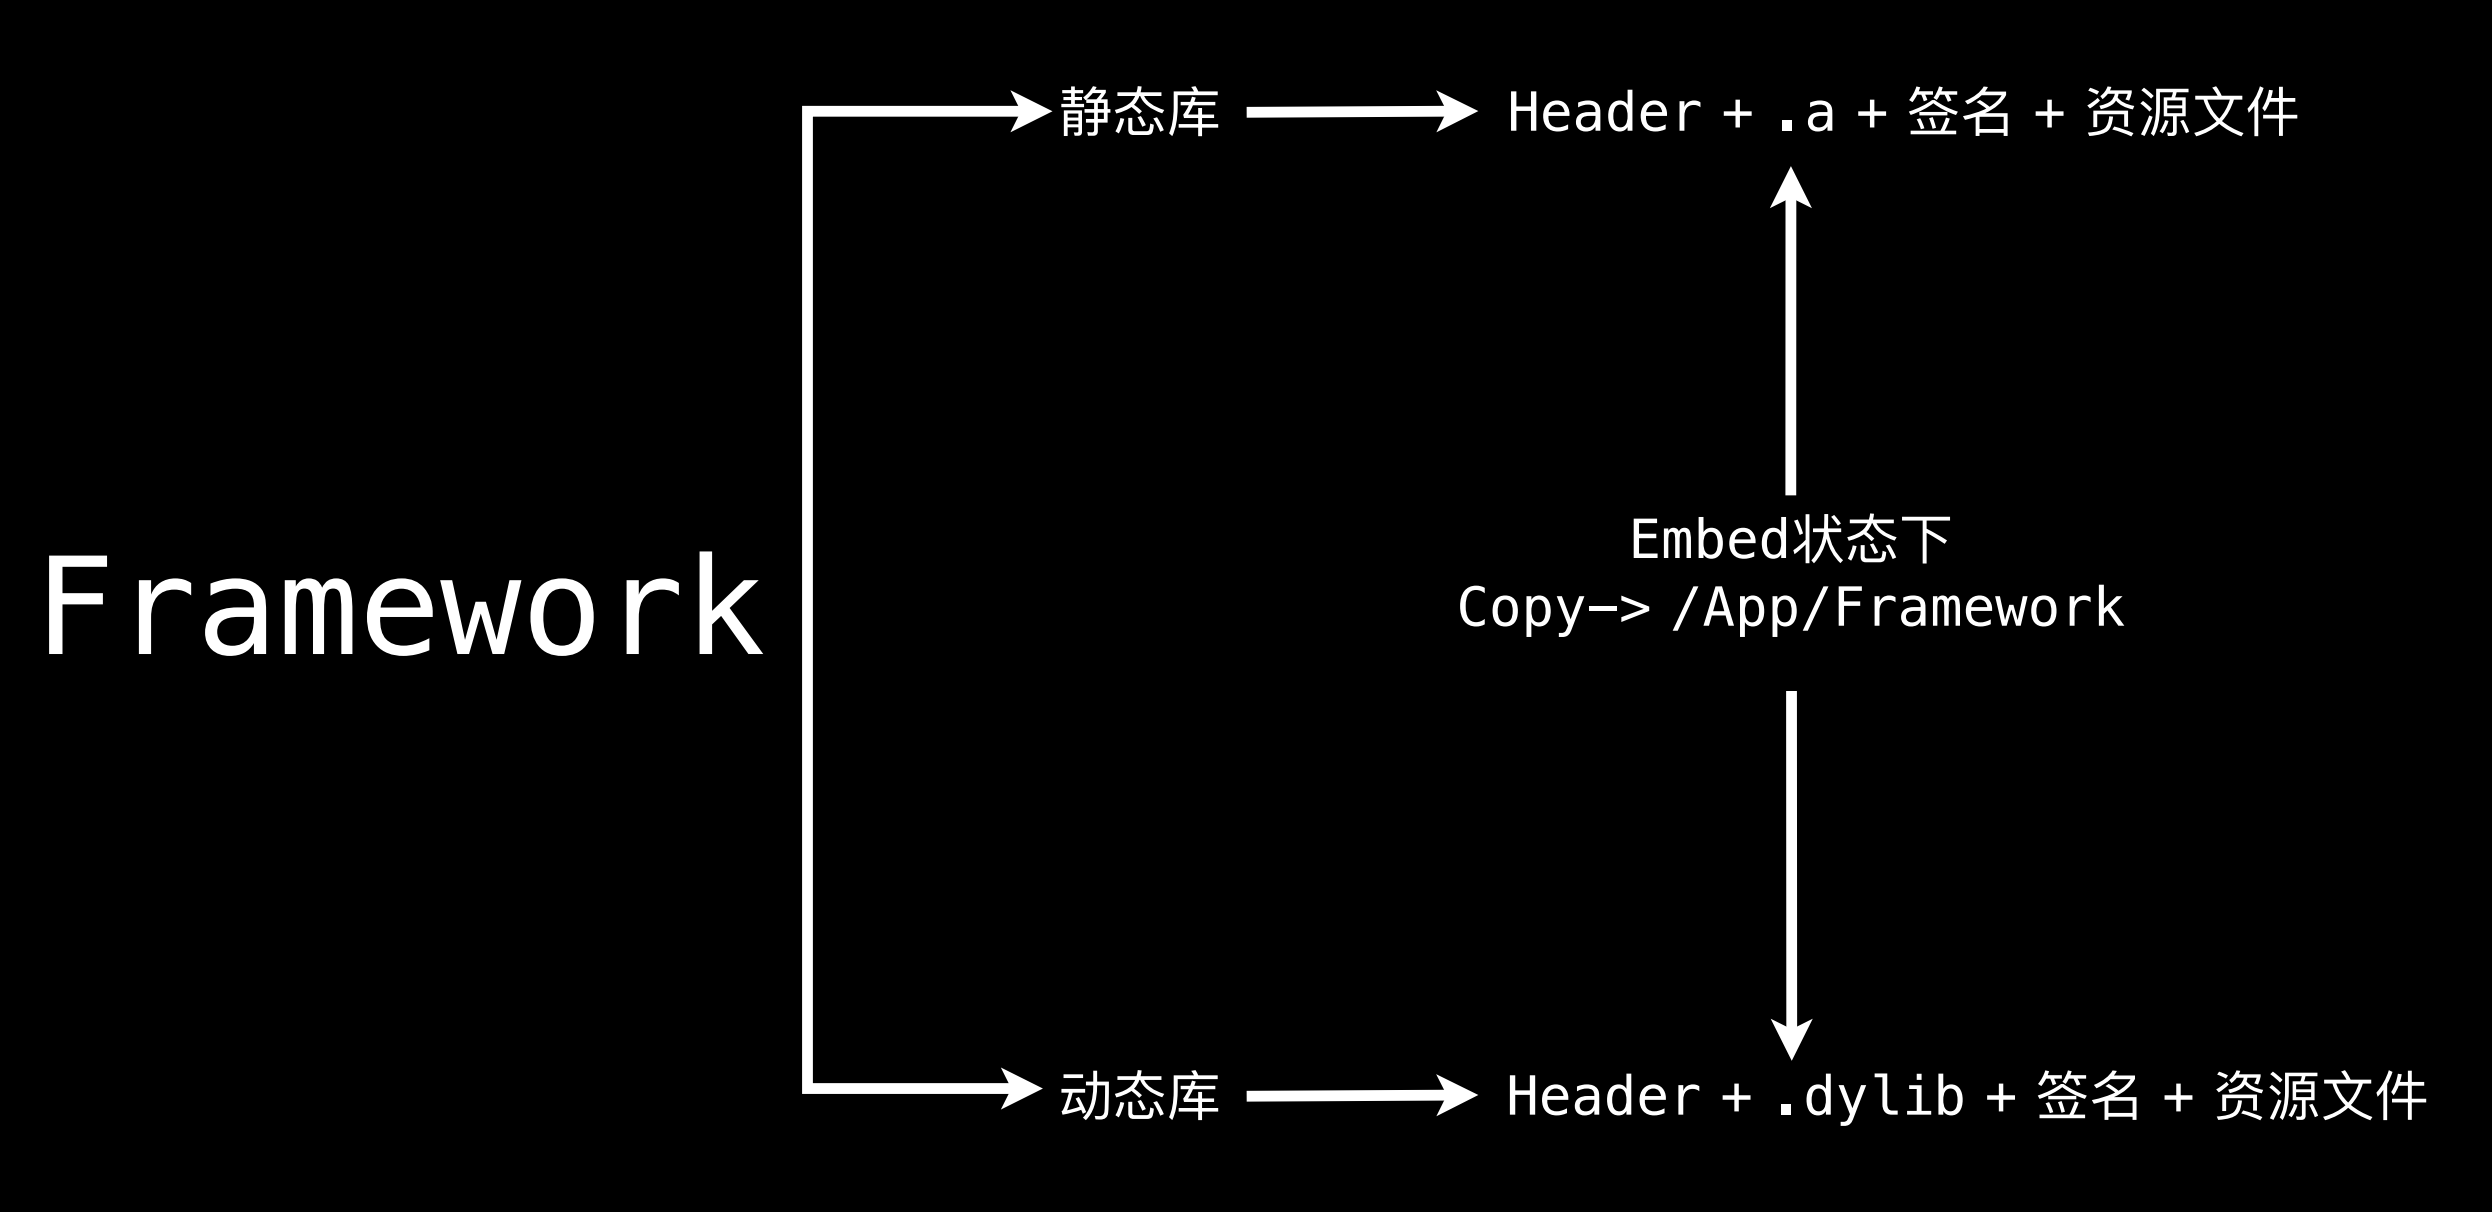 静态库
Header + .a + 签名 + 资源文件
Embed状态下
Copy—> /App/Framework
Framework
动态库
Header + .dylib + 签名 + 资源文件